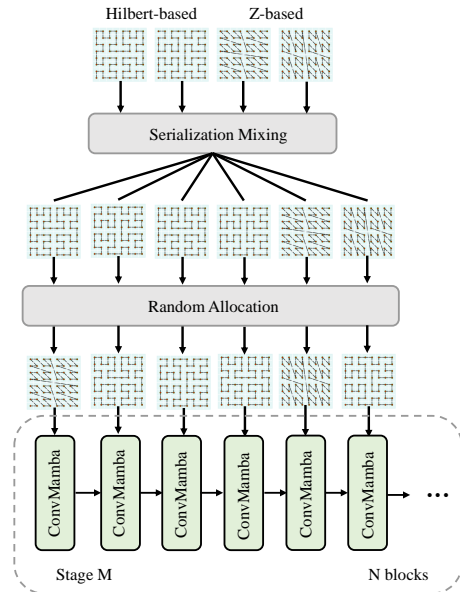 Hilbert-based Z-based
Serialization Mixing
Random Allocation
ConvMamba ConvMamba ConvMamba ConvMamba ConvMamba ConvMamba
...
Stage M N blocks